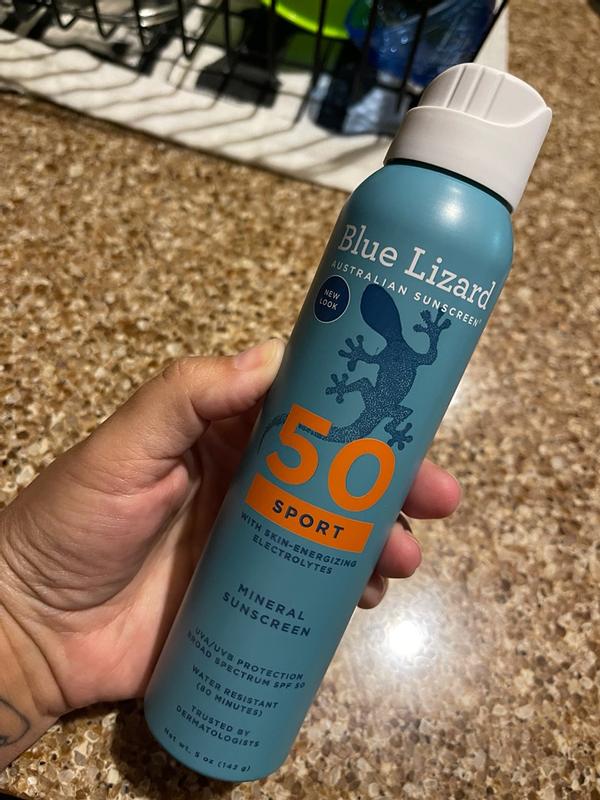 Blue Lizard
AUSTRALIAN SUNSCREEN®
NEW
LOOK
50
SPORT
WITH SKIN-ENERGIZING
ELECTROLYTES
MINERAL
SUNSCREEN
UVA/UVB PROTECTION
BROAD SPECTRUM SPF 50
WATER RESISTANT
(80 MINUTES)
TRUSTED BY
DERMATOLOGISTS
Net wt. 5 oz (142 g)